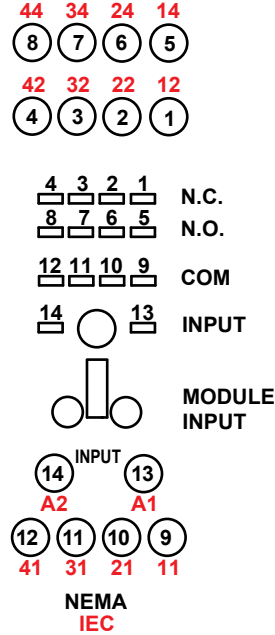 44 34 24 14
8 7 6 5
42 32 22 12
4 3 2 1
4 3 2 1 N.C.
8 7 6 5 N.O.
12 11 10 9 COM
14 13 INPUT
MODULE
INPUT
INPUT
14 13
A2 A1
12 11 10 9
41 31 21 11
NEMA
IEC